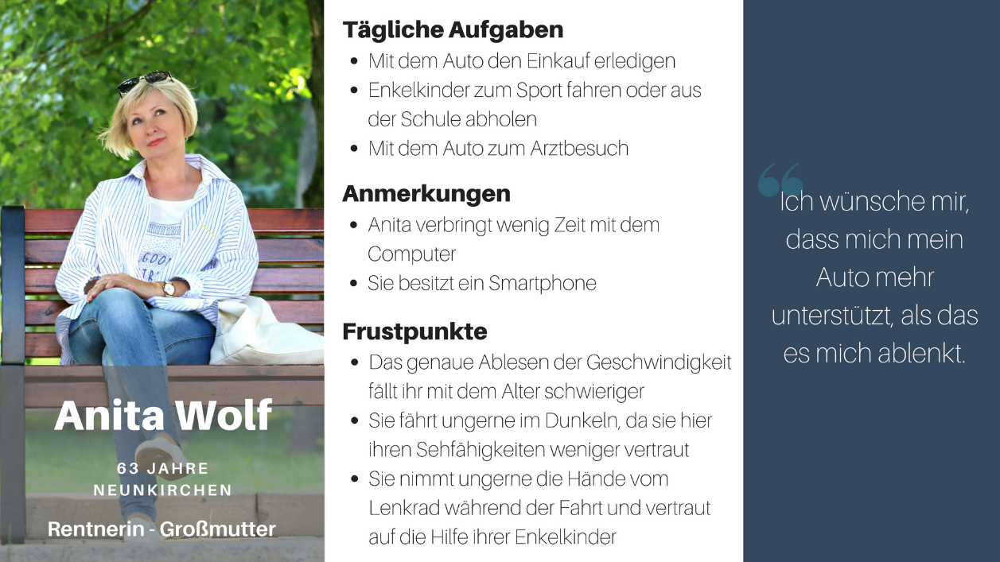 Anita Wolf
63 JAHRE
NEUNKIRCHEN
Rentnerin - Großmutter
Tägliche Aufgaben
• Mit dem Auto den Einkauf erledigen
• Enkelkinder zum Sport fahren oder aus
der Schule abholen
• Mit dem Auto zum Arztbesuch
Anmerkungen
• Anita verbringt wenig Zeit mit dem
Computer
• Sie besitzt ein Smartphone
Frustpunkte
• Das genaue Ablesen der Geschwindigkeit
fällt ihr mit dem Alter schwieriger
• Sie fährt ungerne im Dunkeln, da sie hier
ihren Sehfähigkeiten weniger vertraut
• Sie nimmt ungerne die Hände vom
Lenkrad während der Fahrt und vertraut
auf die Hilfe ihrer Enkelkinder
“
Ich wünsche mir,
dass mich mein
Auto mehr
unterstützt, als das
es mich ablenkt.